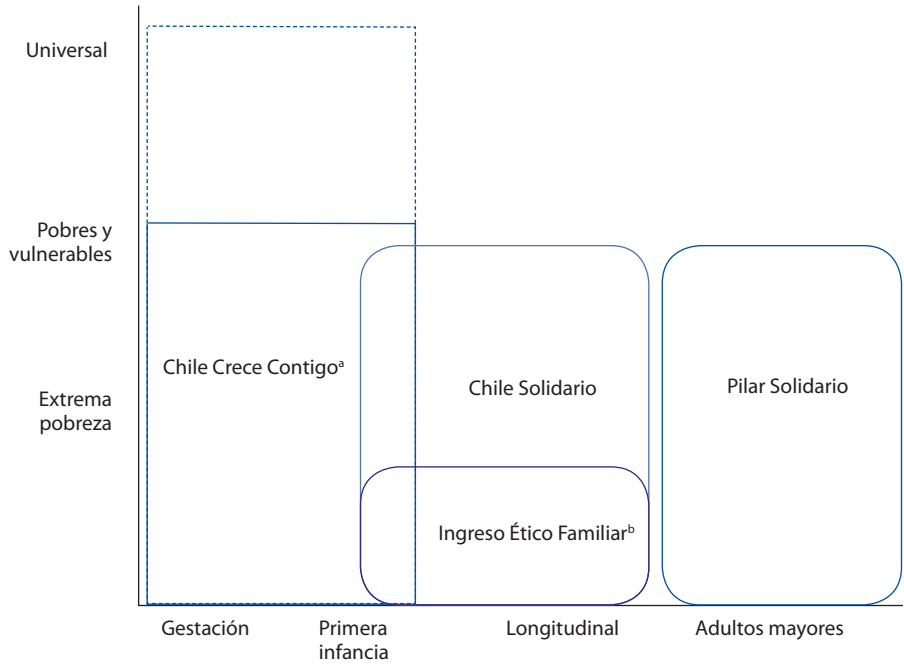 Universal
Pobres y
vulnerables
Chile Crece Contigoᵃ
Chile Solidario
Pilar Solidario
Extrema
pobreza
Ingreso Ético Familiarᵇ
Gestación
Primera
infancia
Longitudinal
Adultos mayores